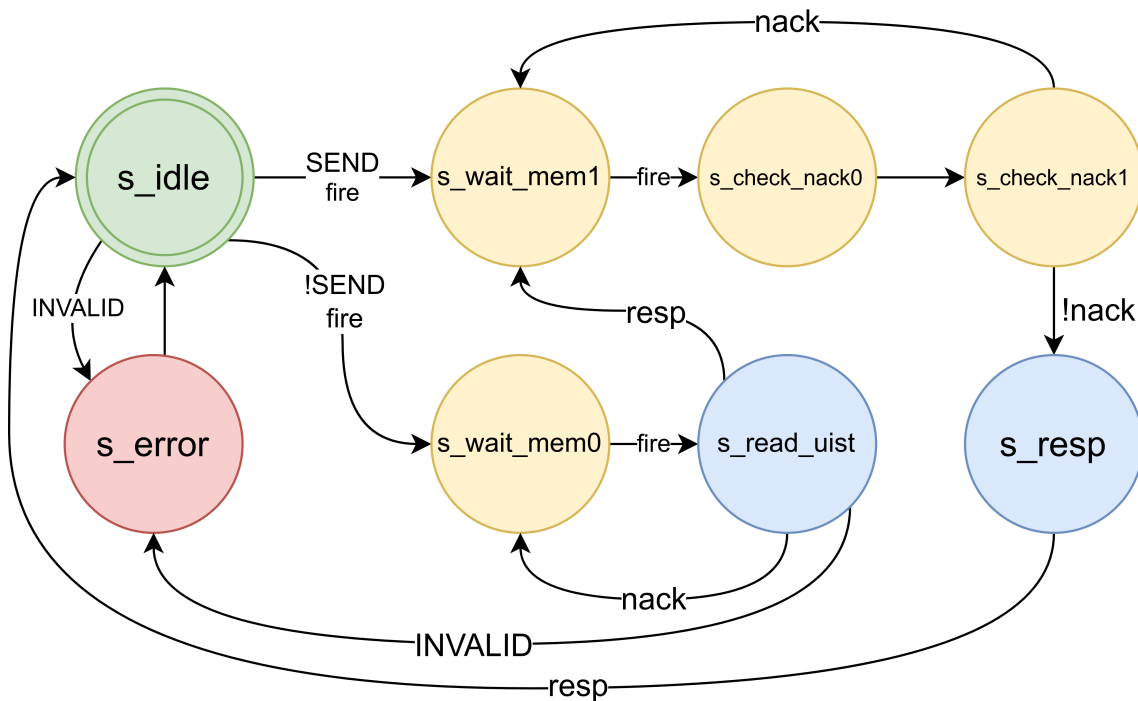 nack
s_idle
SEND
fire
s_wait_mem1
fire
s_check_nack0
s_check_nack1
INVALID
!SEND
fire
resp
!nack
s_error
s_wait_mem0
fire
s_read_uist
s_resp
nack
INVALID
resp